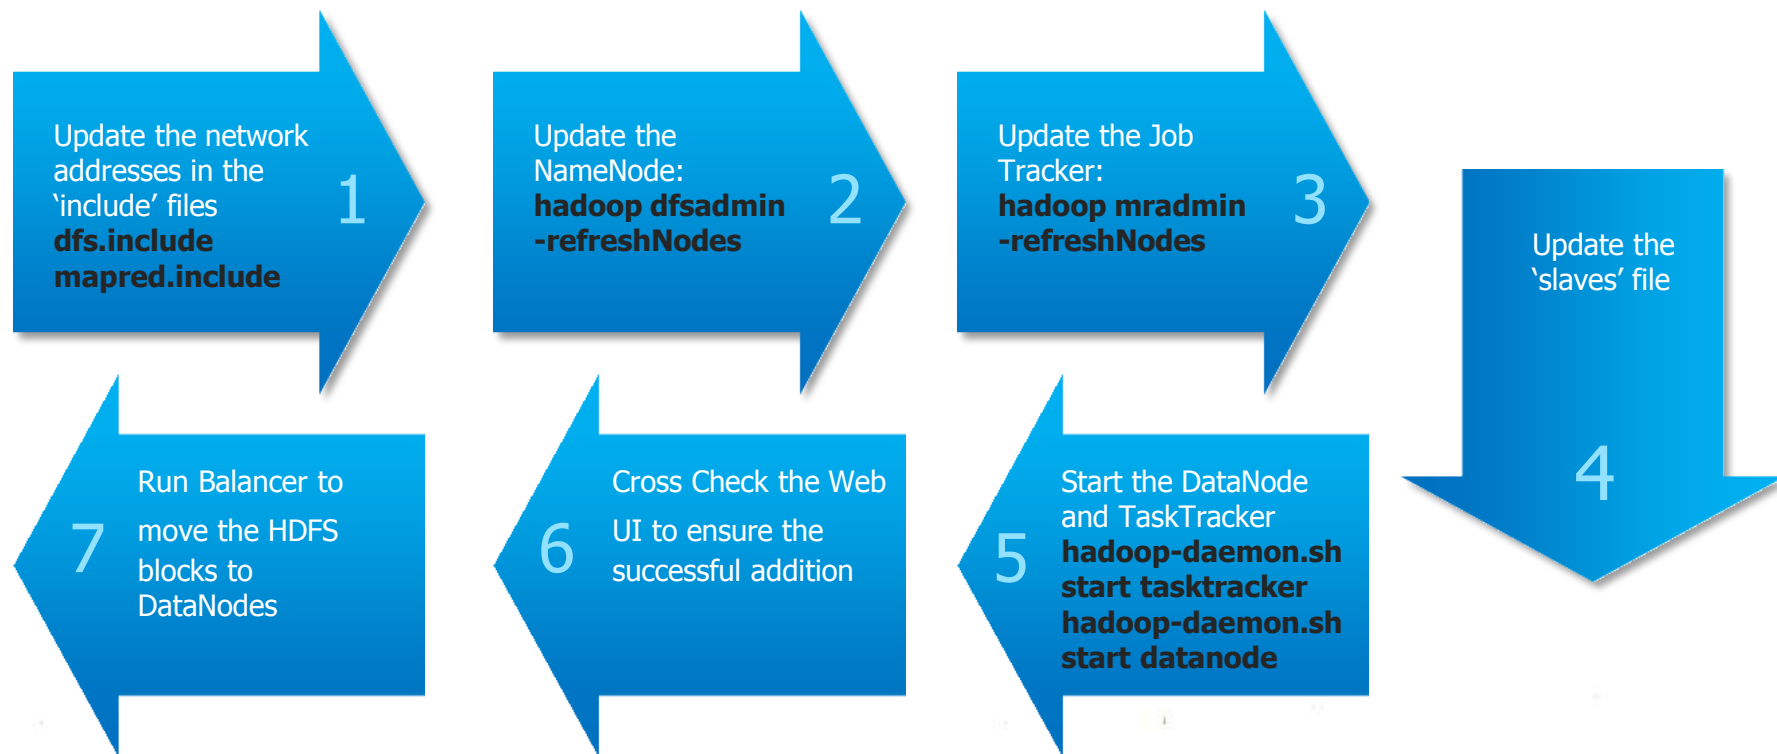 Update the network
addresses in the
‘include’ files
dfs.include
mapred.include
1
Update the
NameNode:
hadoop dfsadmin
-refreshNodes
2
Update the Job
Tracker:
hadoop mradmin
-refreshNodes
3
Update the
‘slaves’ file
4
Start the DataNode
and TaskTracker
hadoop-daemon.sh
start tasktracker
hadoop-daemon.sh
start datanode
5
Cross Check the Web
UI to ensure the
successful addition
6
Run Balancer to
move the HDFS
blocks to
DataNodes
7